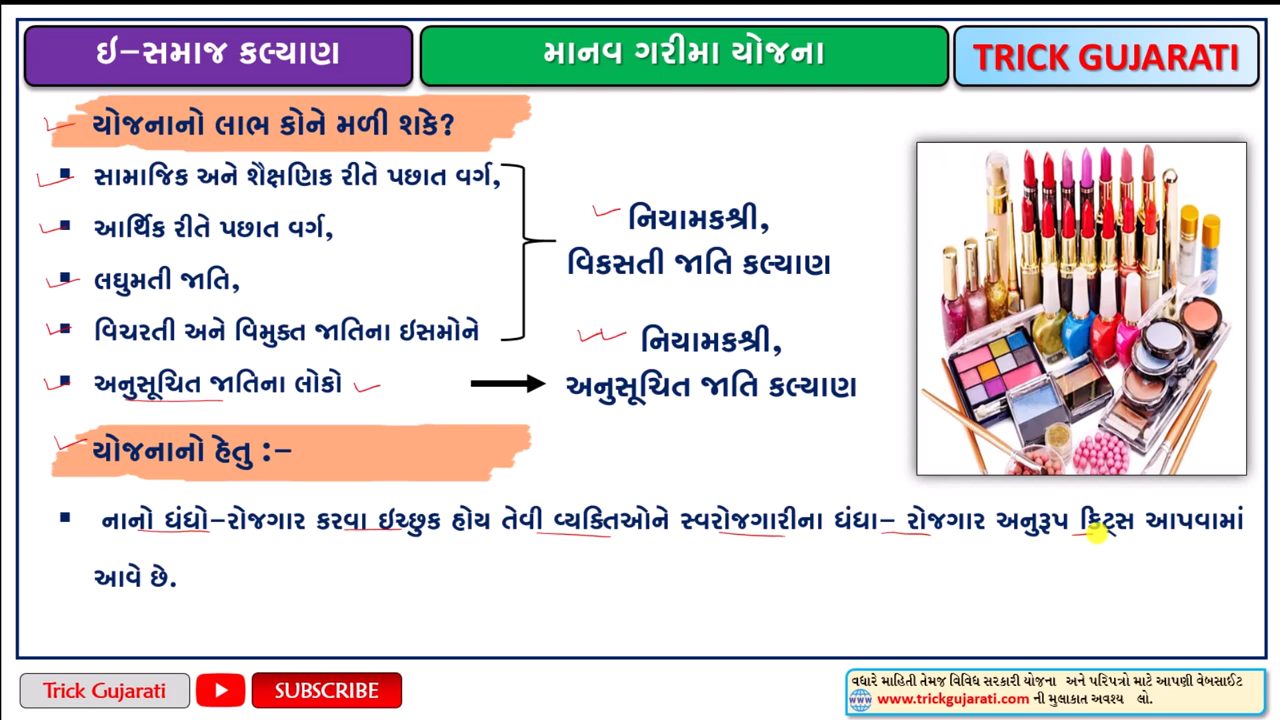 ઇ-સમાજ કલ્યાણ
માનવ ગરીમા યોજના
TRICK GUJARATI
યોજનાનો લાભ કોને મળી શકે?
સામાજિક અને શૈક્ષણિક રીતે પછાત વર્ગ,
આર્થિક રીતે પછાત વર્ગ,
લઘુમતી જાતિ,
વિચરતી અને વિમુક્ત જાતિના ઇસમોને
નિયામકશ્રી,
વિકસતી જાતિ કલ્યાણ
અનુસૂચિત જાતિના લોકો
નિયામકશ્રી,
અનુસૂચિત જાતિ કલ્યાણ
યોજનાનો હેતુ :-
નાનો ધંધો-રોજગાર કરવા ઇચ્છુક હોય તેવી વ્યક્તિઓને સ્વરોજગારીના ધંધા- રોજગાર અનુરૂપ કિટ્સ આપવામાં
આવે છે.
Trick Gujarati
SUBSCRIBE
વધારે માહિતી તેમજ વિવિધ સરકારી યોજના અને પરિપત્રો માટે આપણી વેબસાઈટ
www.trickgujarati.com ની મુલાકાત અવશ્ય લો.